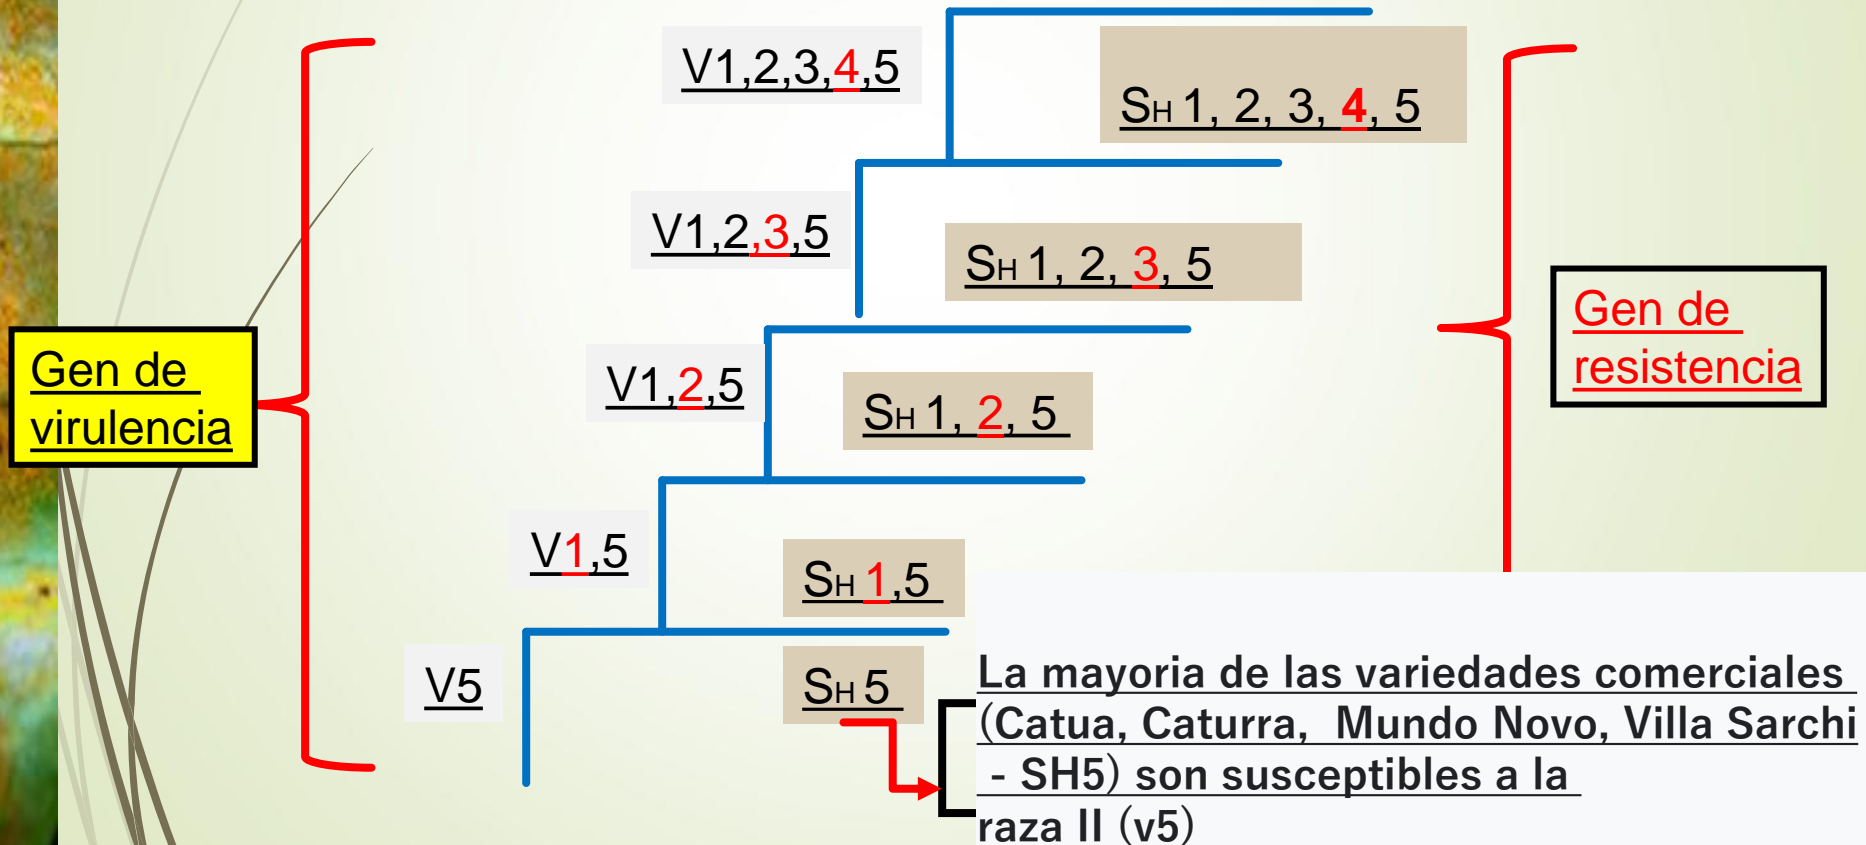 V1,2,3,4,5
SH 1, 2, 3, 4, 5
V1,2,3,5
SH 1, 2, 3, 5
Gen de
resistencia
Gen de
virulencia
V1,2,5
SH 1, 2, 5
V1,5
SH 1,5
V5
SH 5
La mayoria de las variedades comerciales
(Catua, Caturra, Mundo Novo, Villa Sarchi
- SH5) son susceptibles a la
raza II (v5)